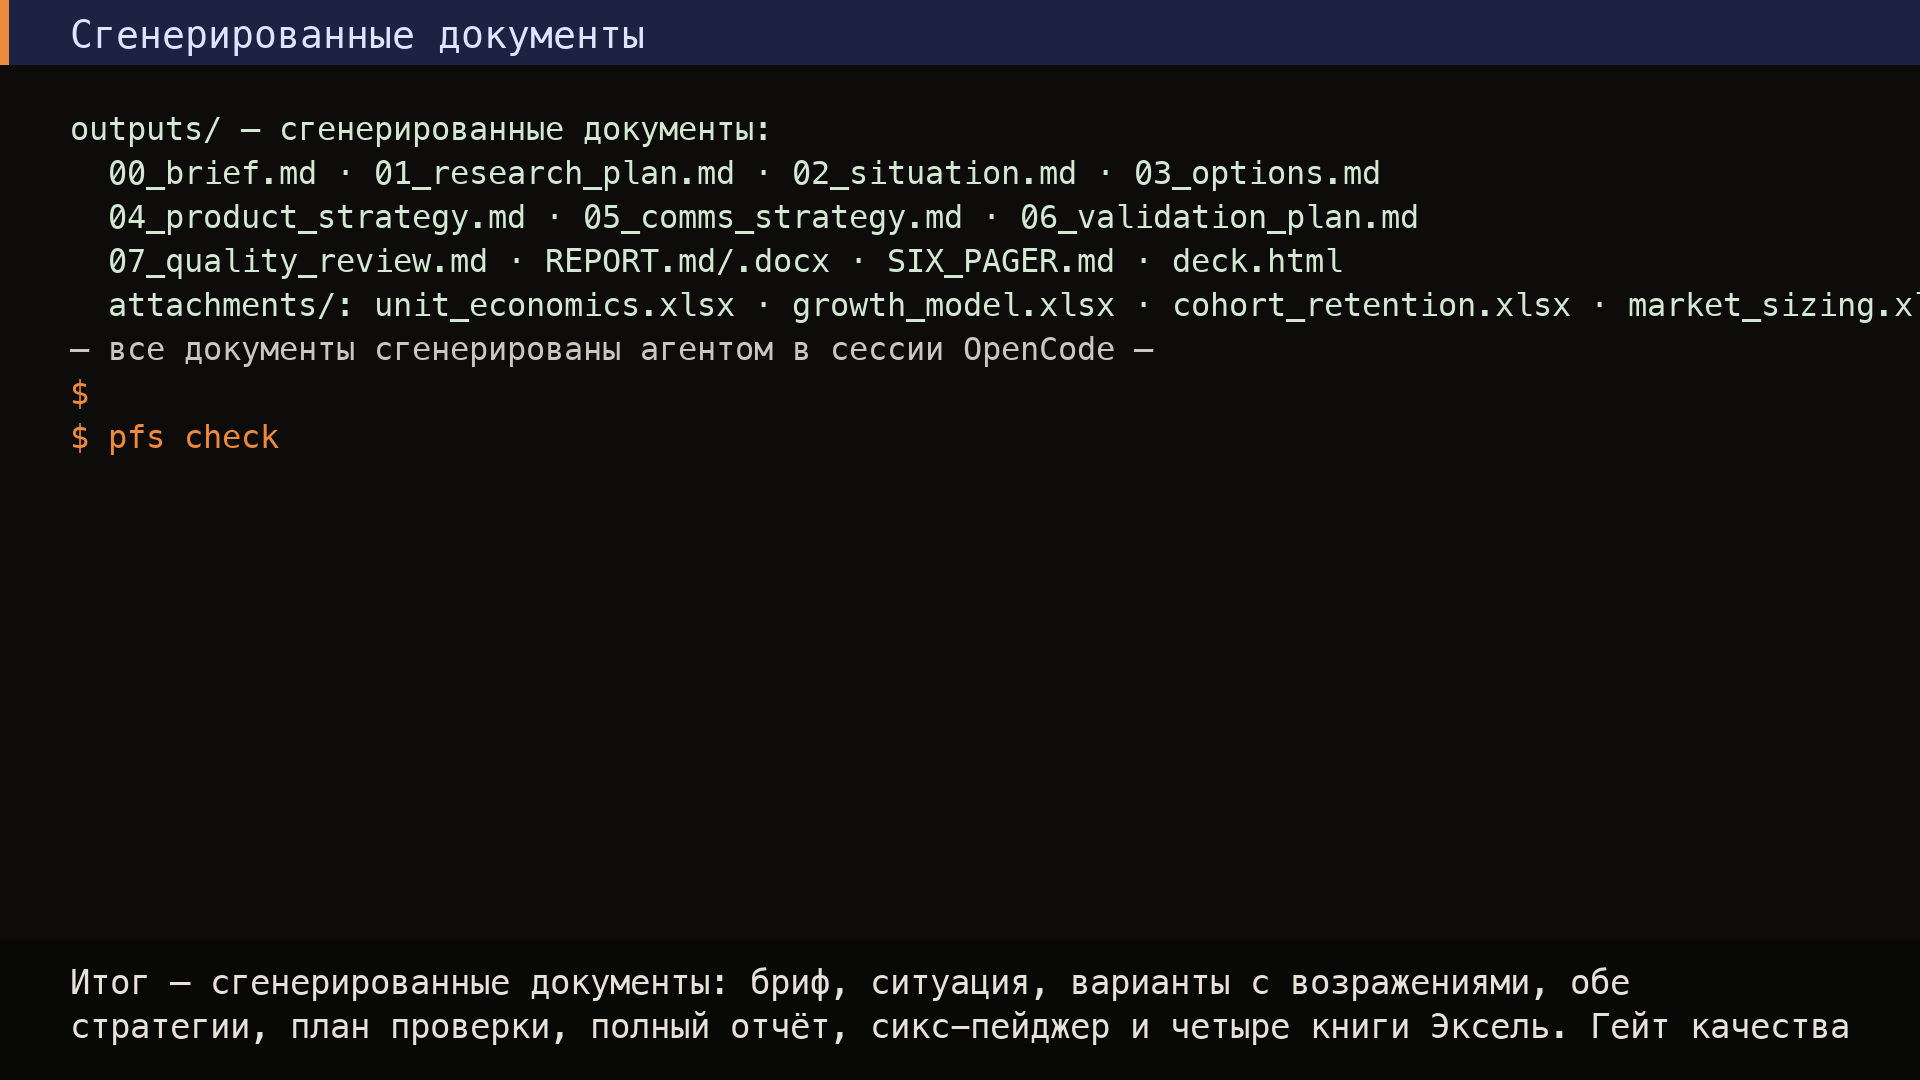 Сгенерированные документы
outputs/ — сгенерированные документы:
00_brief.md · 01_research_plan.md · 02_situation.md · 03_options.md
04_product_strategy.md · 05_comms_strategy.md · 06_validation_plan.md
07_quality_review.md · REPORT.md/.docx · SIX_PAGER.md · deck.html
attachments/: unit_economics.xlsx · growth_model.xlsx · cohort_retention.xlsx · market_sizing.xl
— все документы сгенерированы агентом в сессии OpenCode —
$
$ pfs check
Итог — сгенерированные документы: бриф, ситуация, варианты с возражениями, обе
стратегии, план проверки, полный отчёт, сикс-пейджер и четыре книги Эксель. Гейт качества